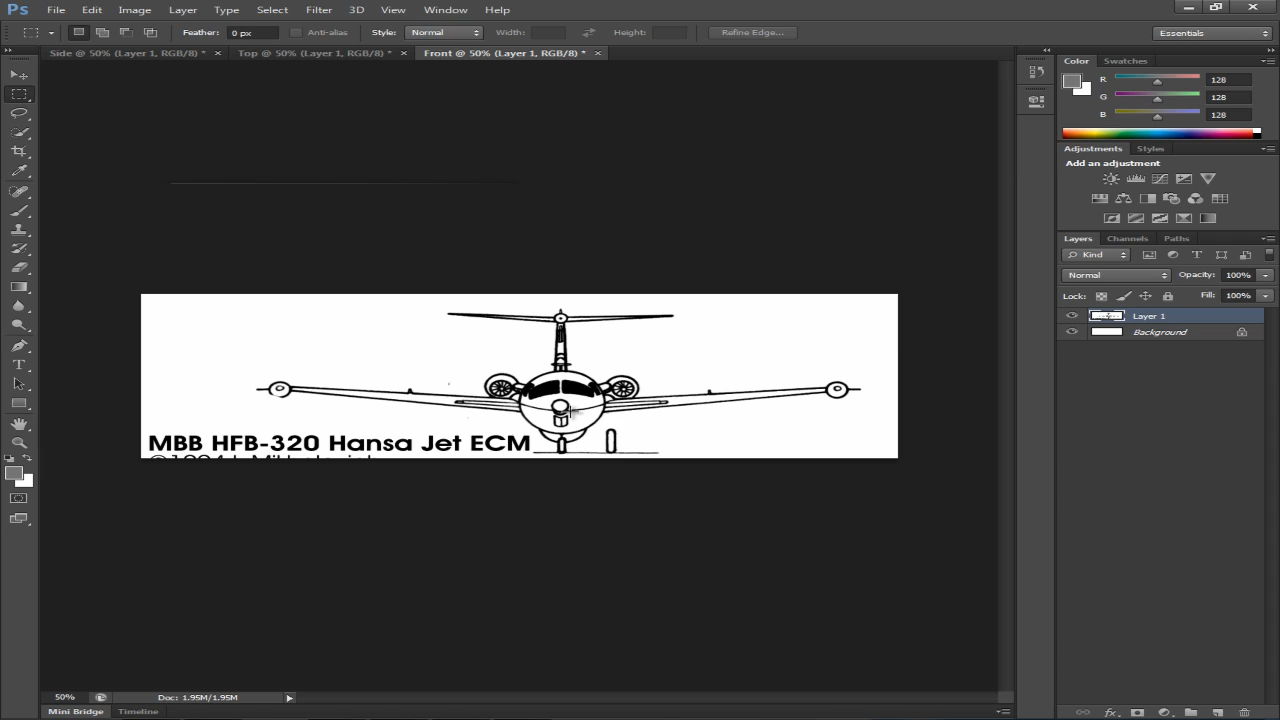 Ps File Edit Image Layer Type Select Filter 3D View Window Help
Feather: 0 px Anti-alias Style: Normal Width: Height: Refine Edge... Essentials
Side @ 50% (Layer 1, RGB/8) * × Top @ 50% (Layer 1, RGB/8) * × Front @ 50% (Layer 1, RGB/8) * ×
Color Swatches
R 128
G 128
B 128
Adjustments Styles
Add an adjustment
Layers Channels Paths
Kind
Normal Opacity: 100%
Lock: Fill: 100%
Layer 1
Background
MBB HFB-320 Hansa Jet ECM
50% Doc: 1.95M/1.95M
Mini Bridge Timeline